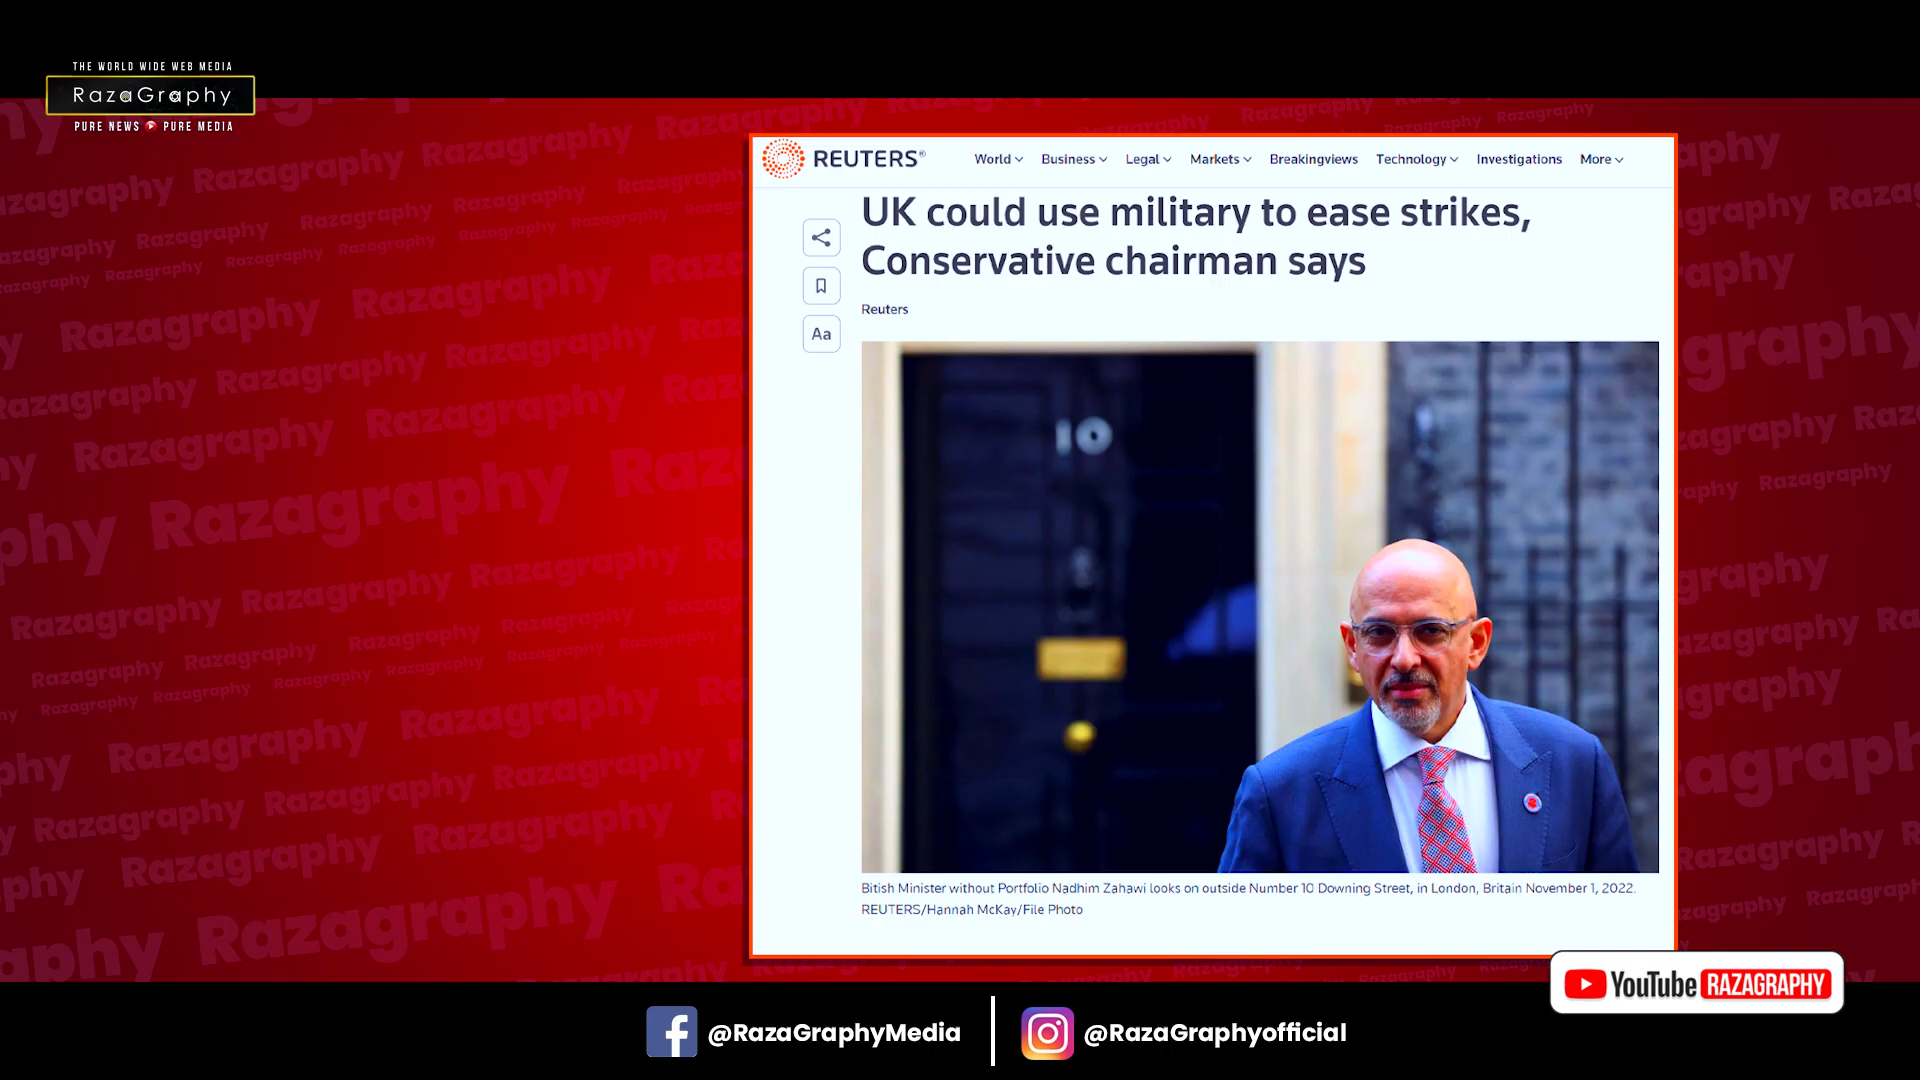 THE WORLD WIDE WEB MEDIA
RazaGraphy
PURE NEWS PURE MEDIA
REUTERS®
World Business Legal Markets Breakingviews Technology Investigations More
UK could use military to ease strikes,
Conservative chairman says
Reuters
Aa
10
Bitish Minister without Portfolio Nadhim Zahawi looks on outside Number 10 Downing Street, in London, Britain November 1, 2022.
REUTERS/Hannah McKay/File Photo
YouTube RAZAGRAPHY
@RazaGraphyMedia
@RazaGraphyofficial
Razagraphy